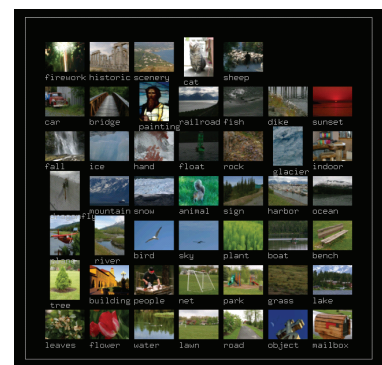 firework historic scenery cat sheep
car bridge painting railroad fish dike sunset
fall ice hand float rock glacier indoor
mountain snow animal sign harbor ocean
river bird sky plant boat bench
tree building people net park grass lake
leaves flower water lawn road object mailbox